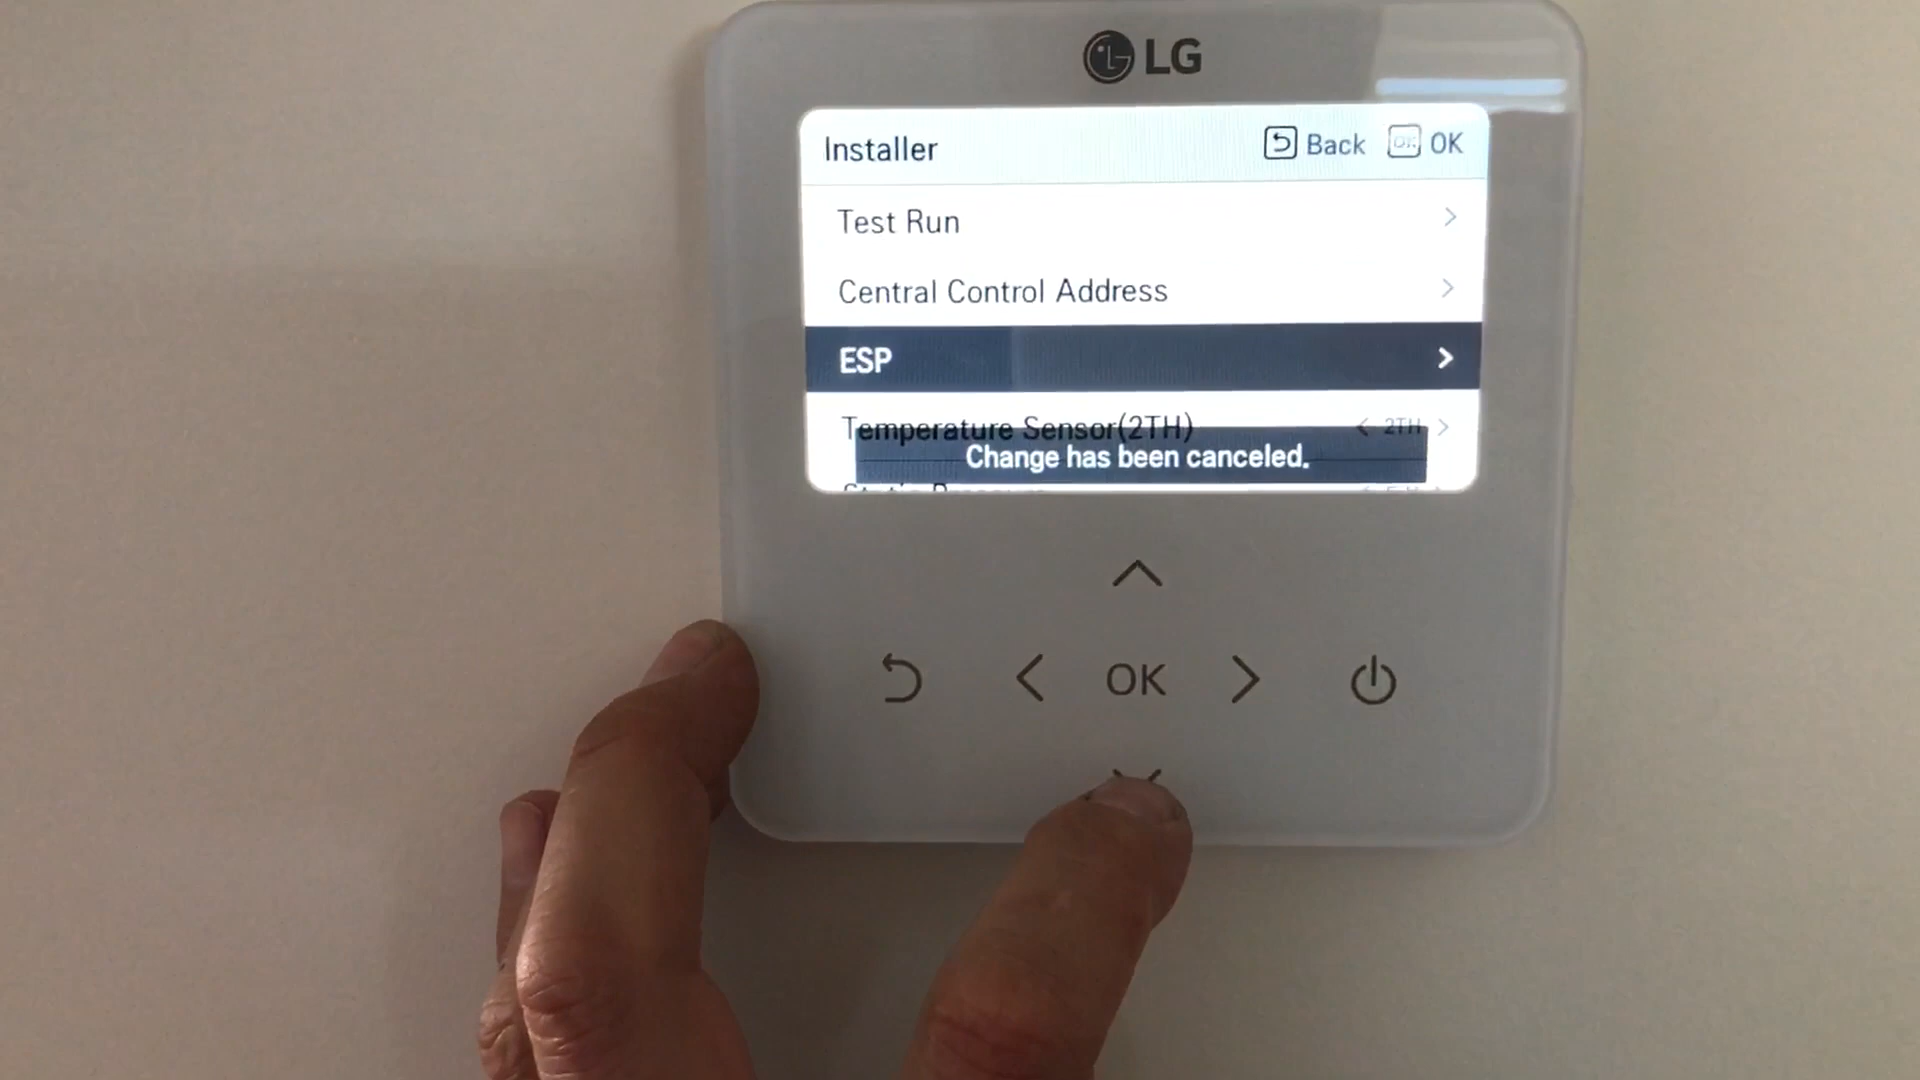 LG
Installer
Back OK
Test Run
Central Control Address
ESP
Temperature Sensor(2TH) 2TH
Change has been canceled.
OK